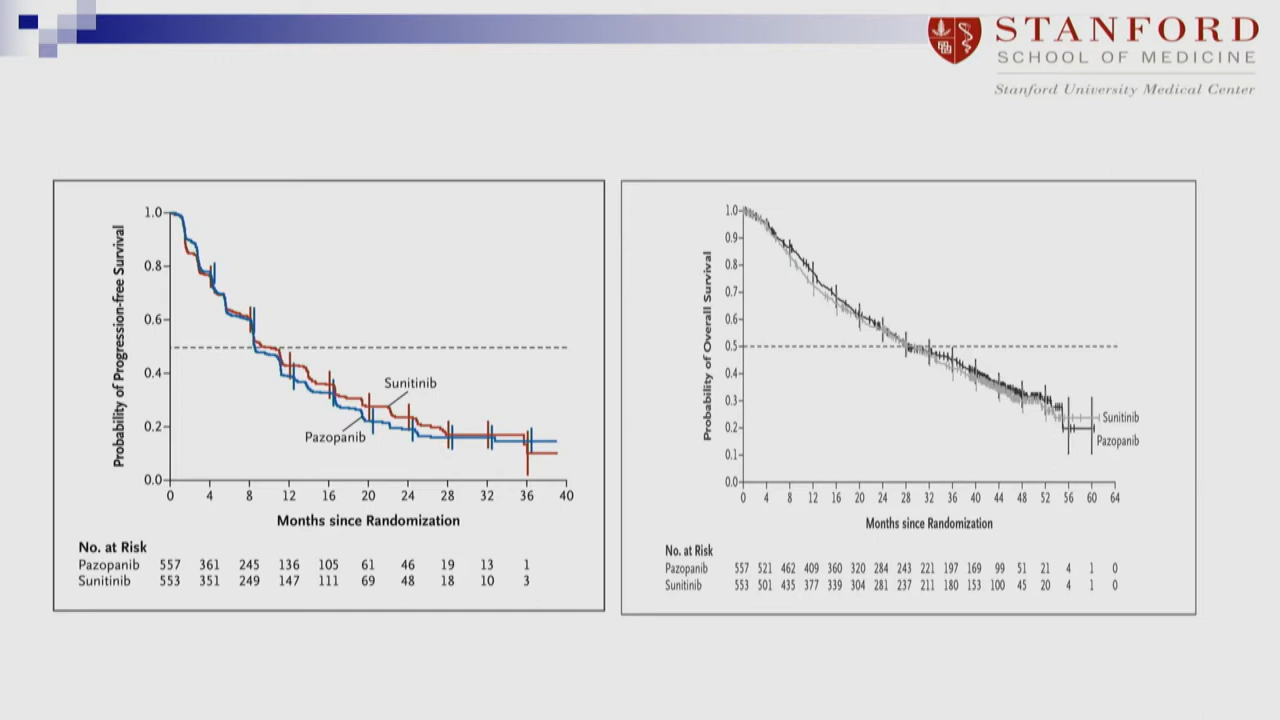 STANFORD
SCHOOL OF MEDICINE
Stanford University Medical Center
Probability of Progression-free Survival
1.0
0.8
0.6
0.4
0.2
0.0
Sunitinib
Pazopanib
0 4 8 12 16 20 24 28 32 36 40
Months since Randomization
No. at Risk
Pazopanib 557 361 245 136 105 61 46 19 13 1
Sunitinib 553 351 249 147 111 69 48 18 10 3
Probability of Overall Survival
1.0
0.9
0.8
0.7
0.6
0.5
0.4
0.3
0.2
0.1
0.0
Sunitinib
Pazopanib
0 4 8 12 16 20 24 28 32 36 40 44 48 52 56 60 64
Months since Randomization
No. at Risk
Pazopanib 557 521 462 409 360 320 284 243 221 197 169 99 51 21 4 1 0
Sunitinib 553 501 435 377 339 304 281 237 211 180 153 100 45 20 4 1 0